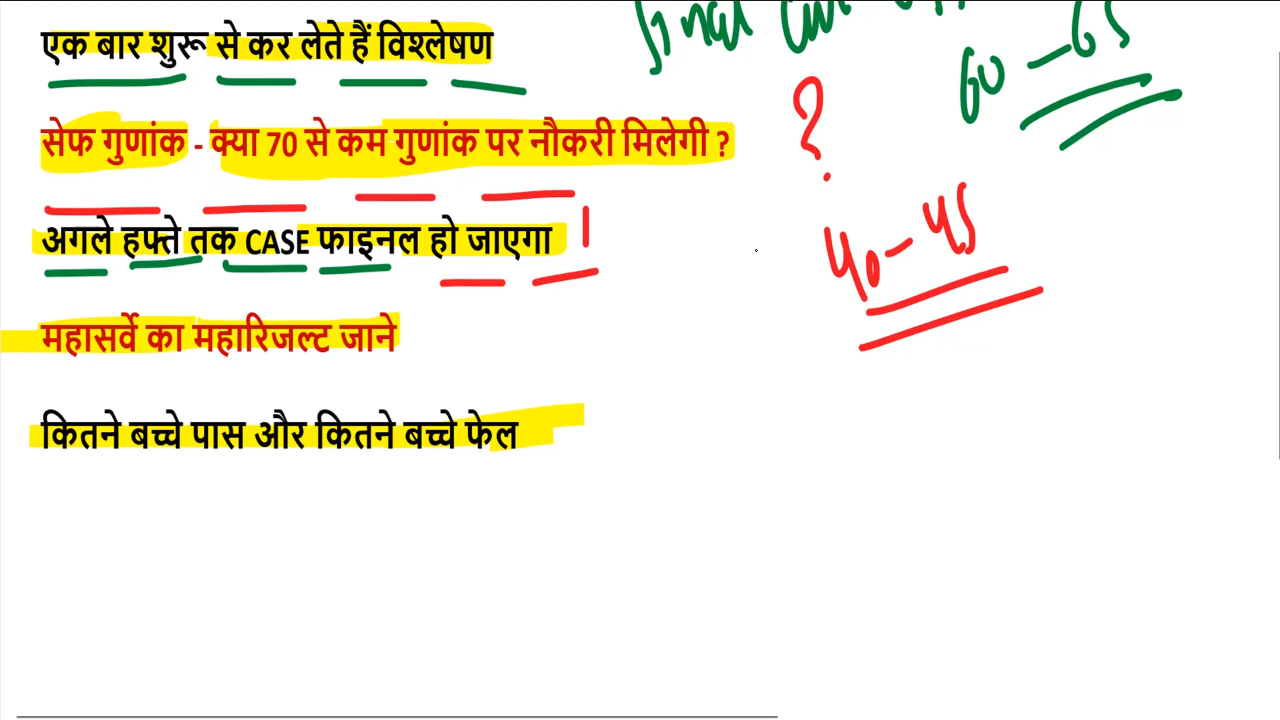 एक बार शुरू से कर लेते हैं विश्लेषण
सेफ गुणांक - क्या 70 से कम गुणांक पर नौकरी मिलेगी ?
अगले हफ्ते तक CASE फाइनल हो जाएगा
महासर्वे का महारिजल्ट जाने
कितने बच्चे पास और कितने बच्चे फेल
60 - 65
?
40 - 45